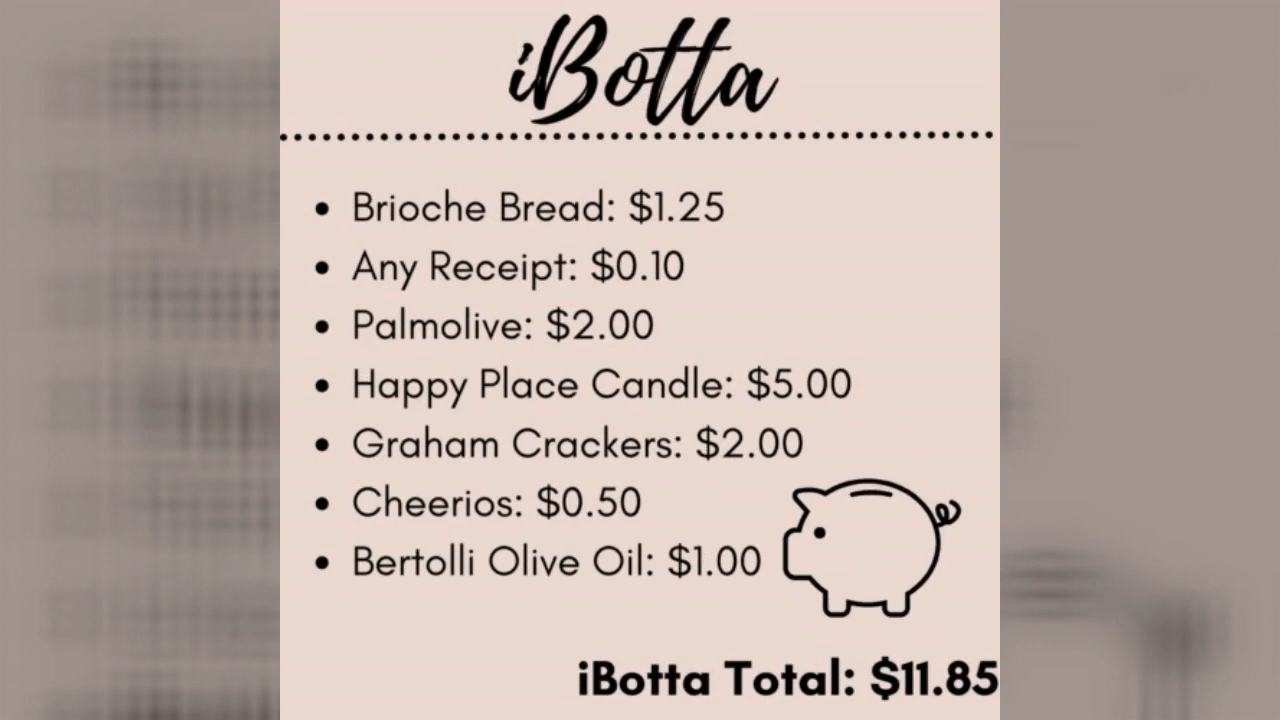 iBotta
• Brioche Bread: $1.25
• Any Receipt: $0.10
• Palmolive: $2.00
• Happy Place Candle: $5.00
• Graham Crackers: $2.00
• Cheerios: $0.50
• Bertolli Olive Oil: $1.00
iBotta Total: $11.85